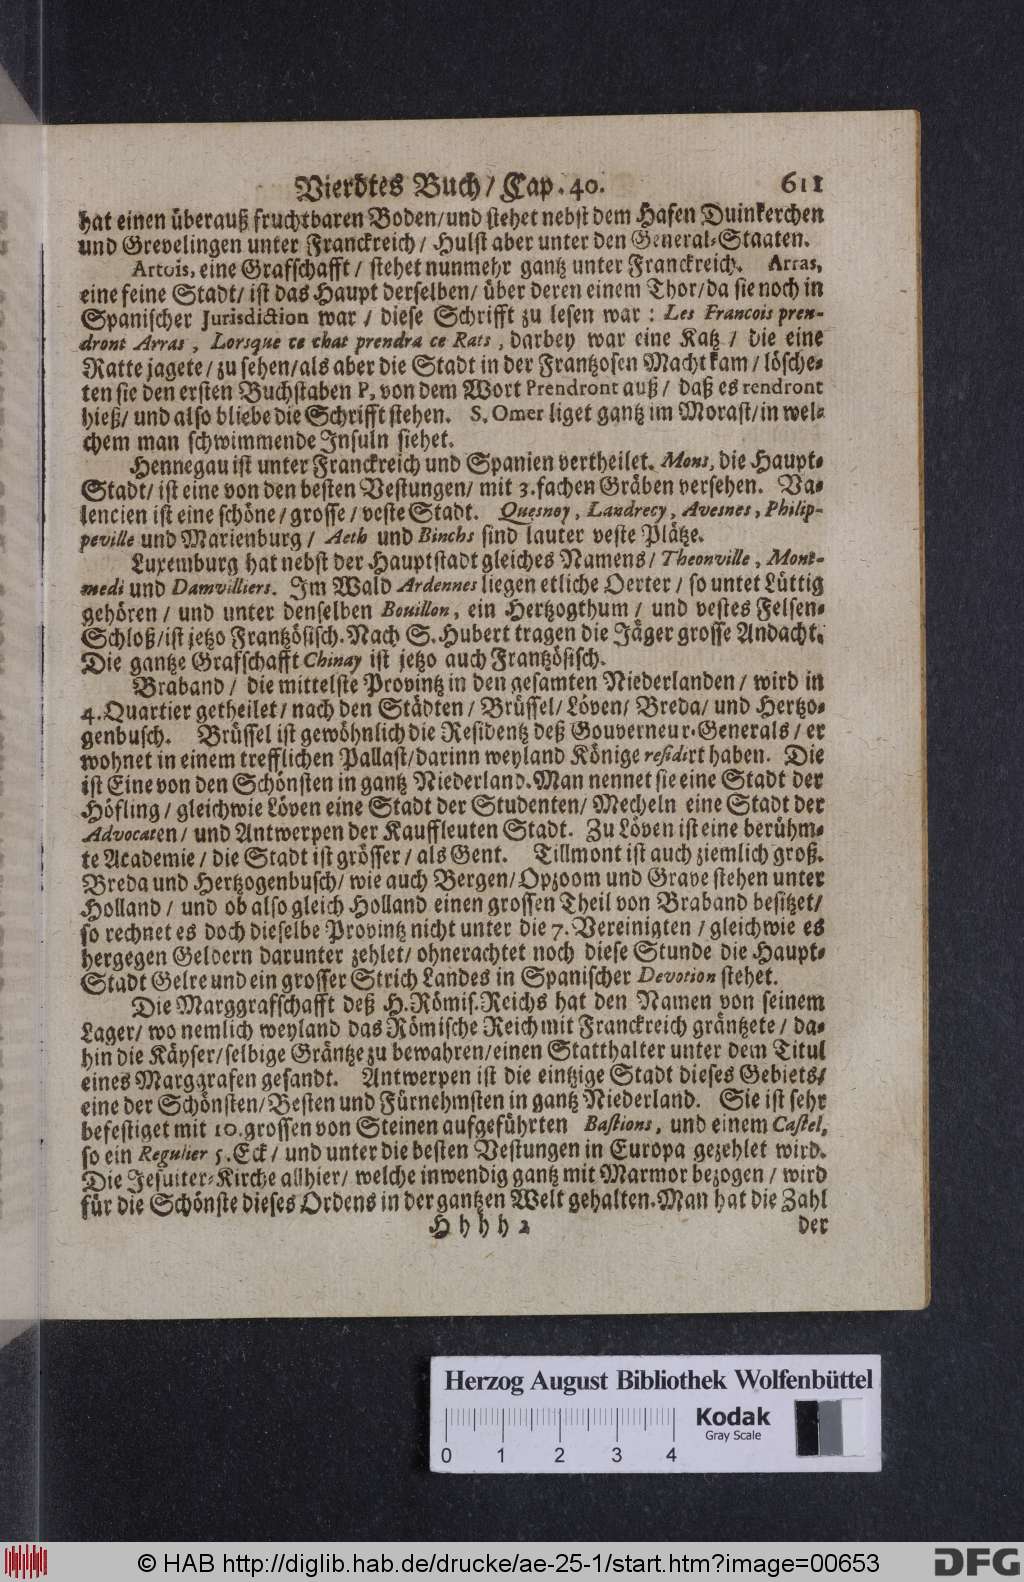 Vierdtes Buch / Cap. 40. 611
hat einen überauß fruchtbaren Boden/und stehet nebst dem Hafen Duinkerchen
und Grevelingen unter Franckreich / Hulst aber unter den General-Staaten.
Artois, eine Grafschafft / stehet nunmehr gantz unter Franckreich. Arras,
eine feine Stadt/ ist das Haupt derselben/ über deren einem Thor/da sie noch in
Spanischer Jurisdiction war / diese Schrifft zu lesen war : Les Francois pren-
dront Arras , Lorsque ce chat prendra ce Rats , darbey war eine Katz / die eine
Ratte jagete/ zu sehen/als aber die Stadt in der Frantzosen Macht kam / lösche-
ten sie den ersten Buchstaben P, von dem Wort Prendront auß / daß es rendront
hieß/ und also bliebe die Schrifft stehen. S. Omer liget gantz im Morast/in wel-
chem man schwimmende Insuln siehet.
Hennegau ist unter Franckreich und Spanien vertheilet. Mons, die Haupt-
Stadt/ ist eine von den besten Vestungen/ mit 3.fachen Gräben versehen. Va-
lencien ist eine schöne / grosse / veste Stadt. Quesnoy , Laudrecy , Avesnes , Philip-
peville und Marienburg / Aeth und Binchs sind lauter veste Plätze.
Luxemburg hat nebst der Hauptstadt gleiches Namens / Theonville , Mont-
medi und Damvilliers. Im Wald Ardennes liegen etliche Oerter / so untet Lüttig
gehören / und unter denselben Bouillon, ein Hertzogthum / und vestes Felsen-
Schloß/ist jetzo Frantzösisch. Nach S. Hubert tragen die Jäger grosse Andacht.
Die gantze Grafschafft Chinay ist jetzo auch Frantzösisch.
Braband / die mittelste Provintz in den gesamten Niederlanden / wird in
4. Quartier getheilet / nach den Städten / Brüssel/ Löven/ Breda/ und Hertzo-
genbusch. Brüssel ist gewöhnlich die Residentz deß Gouverneur-Generals / er
wohnet in einem trefflichen Pallast/darinn weyland Könige residirt haben. Die
ist Eine von den Schönsten in gantz Niederland. Man nennet sie eine Stadt der
Höfling / gleichwie Löven eine Stadt der Studenten/ Mecheln eine Stadt der
Advocaten/ und Antwerpen der Kauffleuten Stadt. Zu Löven ist eine berühm-
te Academie / die Stadt ist grösser / als Gent. Tillmont ist auch ziemlich groß.
Breda und Hertzogenbusch/ wie auch Bergen/Opzoom und Grave stehen unter
Holland / und ob also gleich Holland einen grossen Theil von Braband besitzet/
so rechnet es doch dieselbe Provintz nicht unter die 7. Vereinigten / gleichwie es
hergegen Geldern darunter zehlet/ ohnerachtet noch diese Stunde die Haupt-
Stadt Gelre und ein grosser Strich Landes in Spanischer Devotion stehet.
Die Marggrafschafft deß H. Römis. Reichs hat den Namen von seinem
Lager/ wo nemlich weyland das Römische Reich mit Franckreich gräntzete / da-
hin die Käyser/selbige Gräntze zu bewahren/einen Statthalter unter dem Titul
eines Marggrafen gesandt. Antwerpen ist die eintzige Stadt dieses Gebiets/
eine der Schönsten/Besten und Fürnehmsten in gantz Niederland. Sie ist sehr
befestiget mit 10. grossen von Steinen aufgeführten Bastions, und einem Castel,
so ein Regulier 5. Eck / und unter die besten Vestungen in Europa gezehlet wird.
Die Jesuiter-Kirche allhier/ welche inwendig gantz mit Marmor bezogen / wird
für die Schönste dieses Ordens in der gantzen Welt gehalten. Man hat die Zahl
H h h h 2 der
Herzog August Bibliothek Wolfenbüttel
Kodak
Gray Scale
0 1 2 3 4
© HAB http://diglib.hab.de/drucke/ae-25-1/start.htm?image=00653
DFG